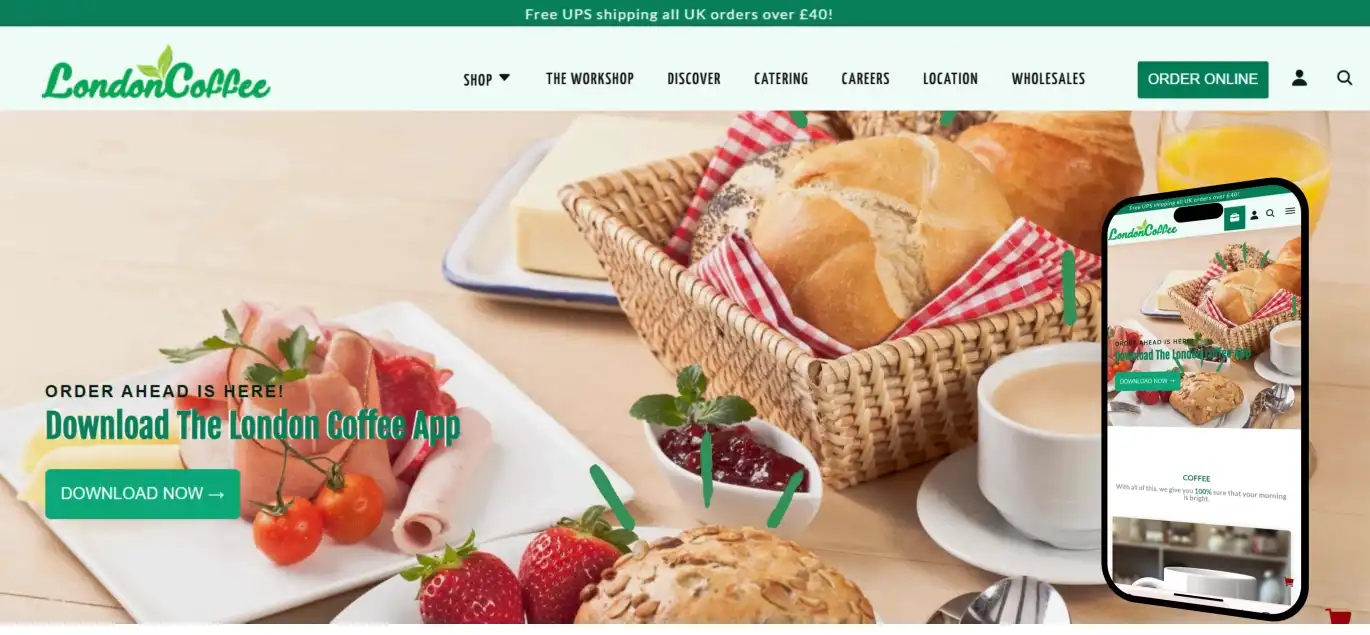 Free UPS shipping all UK orders over £40!
LondonCoffee
SHOP THE WORKSHOP DISCOVER CATERING CAREERS LOCATION WHOLESALES ORDER ONLINE
ORDER AHEAD IS HERE!
Download The London Coffee App
DOWNLOAD NOW →
Free UPS shipping all UK orders over £40!
LondonCoffee
ORDER AHEAD IS HERE!
Download The London Coffee App
DOWNLOAD NOW →
COFFEE
With all of this, we give you 100% sure that your morning
is bright.